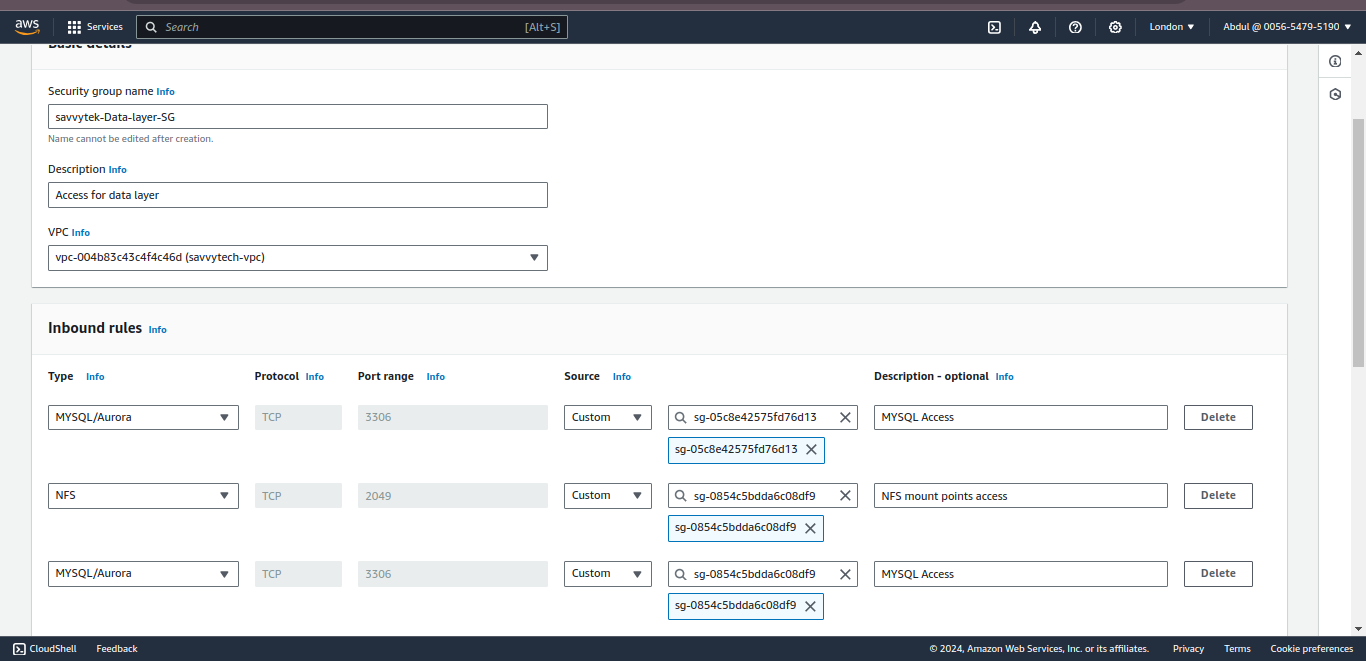 aws
Services
Search
[Alt+S]
London
Abdul @ 0056-5479-5190
Basic details
Security group name Info
savvytek-Data-layer-SG
Name cannot be edited after creation.
Description Info
Access for data layer
VPC Info
vpc-004b83c43c4f4c46d (savvytech-vpc)
Inbound rules Info
Type Info Protocol Info Port range Info Source Info Description - optional Info
MYSQL/Aurora TCP 3306 Custom sg-05c8e42575fd76d13 MYSQL Access Delete
sg-05c8e42575fd76d13
NFS TCP 2049 Custom sg-0854c5bdda6c08df9 NFS mount points access Delete
sg-0854c5bdda6c08df9
MYSQL/Aurora TCP 3306 Custom sg-0854c5bdda6c08df9 MYSQL Access Delete
sg-0854c5bdda6c08df9
CloudShell Feedback © 2024, Amazon Web Services, Inc. or its affiliates. Privacy Terms Cookie preferences